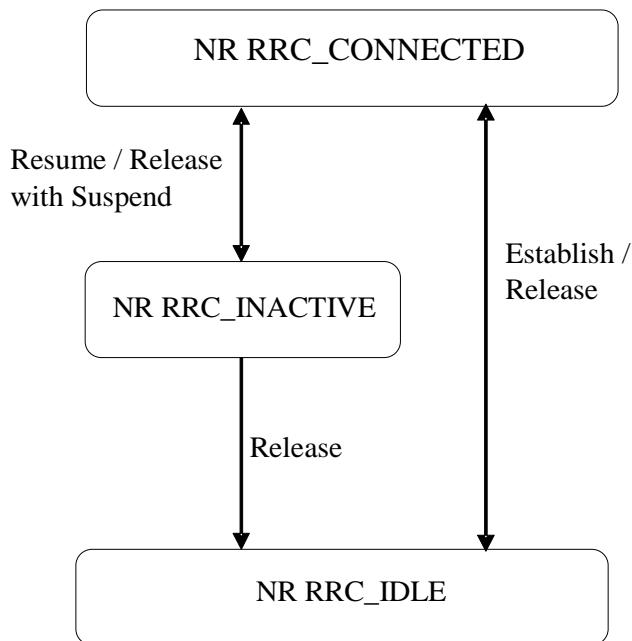 NR RRC_CONNECTED
Resume / Release
with Suspend
Establish /
Release
NR RRC_INACTIVE
Release
NR RRC_IDLE